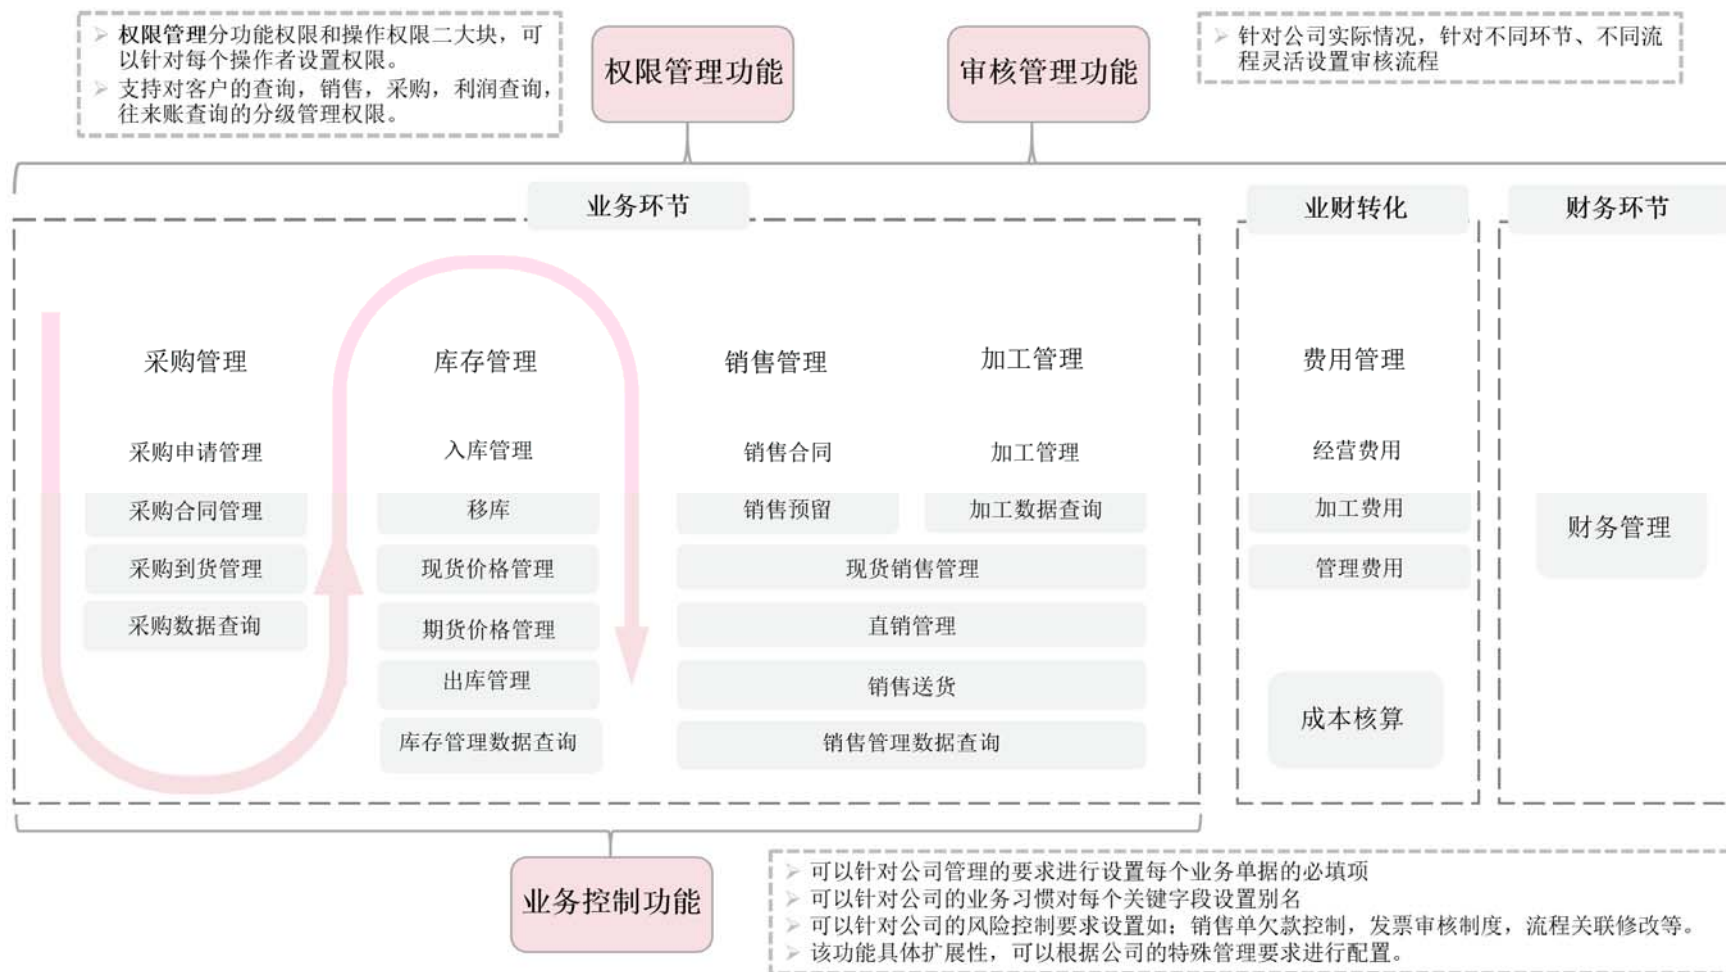 权限管理分功能权限和操作权限二大块，可
以针对每个操作者设置权限。
支持对客户的查询，销售，采购，利润查询，
往来账查询的分级管理权限。
权限管理功能
审核管理功能
针对公司实际情况，针对不同环节、不同流
程灵活设置审核流程
业务环节
业财转化
财务环节
采购管理
库存管理
销售管理
加工管理
费用管理
采购申请管理
入库管理
销售合同
加工管理
经营费用
采购合同管理
移库
销售预留
加工数据查询
加工费用
财务管理
采购到货管理
现货价格管理
现货销售管理
管理费用
采购数据查询
期货价格管理
直销管理
出库管理
销售送货
成本核算
库存管理数据查询
销售管理数据查询
业务控制功能
可以针对公司管理的要求进行设置每个业务单据的必填项
可以针对公司的业务习惯对每个关键字段设置别名
可以针对公司的风险控制要求设置如：销售单欠款控制，发票审核制度，流程关联修改等。
该功能具体扩展性，可以根据公司的特殊管理要求进行配置。